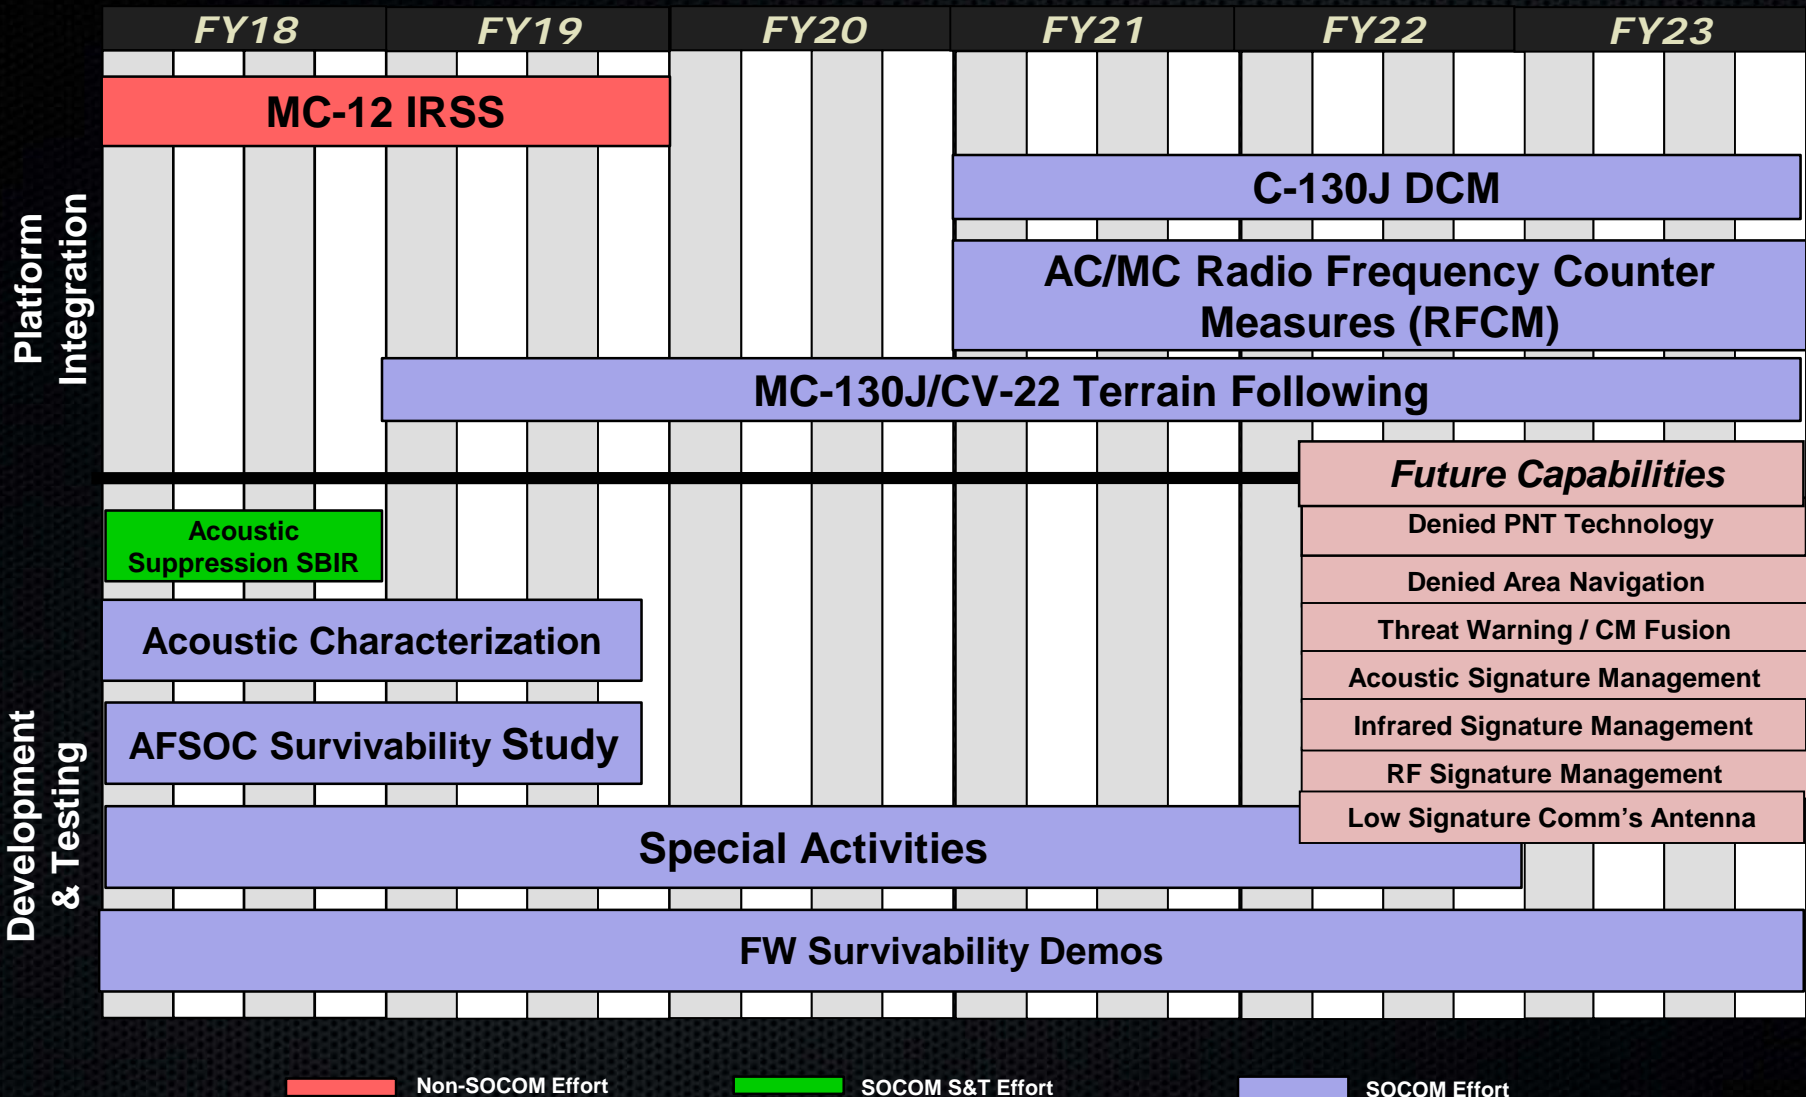 FY18 FY19 FY20 FY21 FY22 FY23
Platform
Integration
MC-12 IRSS
C-130J DCM
AC/MC Radio Frequency Counter
Measures (RFCM)
MC-130J/CV-22 Terrain Following
Development
& Testing
Acoustic
Suppression SBIR
Acoustic Characterization
AFSOC Survivability Study
Special Activities
FW Survivability Demos
Future Capabilities
Denied PNT Technology
Denied Area Navigation
Threat Warning / CM Fusion
Acoustic Signature Management
Infrared Signature Management
RF Signature Management
Low Signature Comm’s Antenna
Non-SOCOM Effort
SOCOM S&T Effort
SOCOM Effort